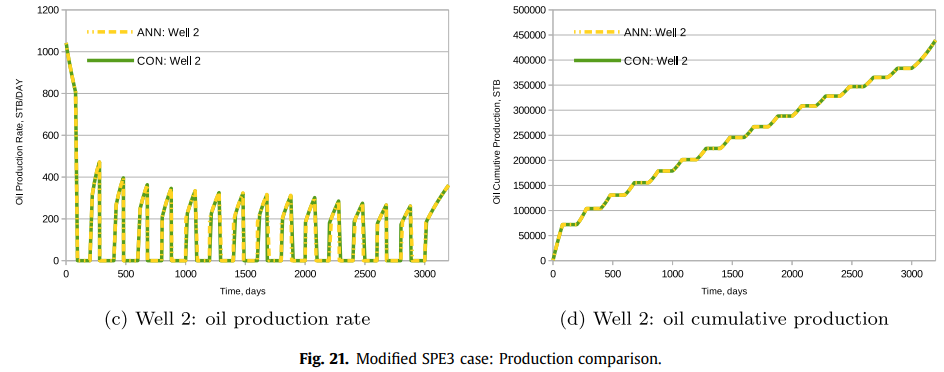 1200
1000
800
600
400
200
0
Oil Production Rate, STB/DAY
ANN: Well 2
CON: Well 2
0 500 1000 1500 2000 2500 3000
Time, days
(c) Well 2: oil production rate
500000
450000
400000
350000
300000
250000
200000
150000
100000
50000
0
Oil Cumutive Production, STB
ANN: Well 2
CON: Well 2
0 500 1000 1500 2000 2500 3000
Time, days
(d) Well 2: oil cumulative production
Fig. 21. Modified SPE3 case: Production comparison.